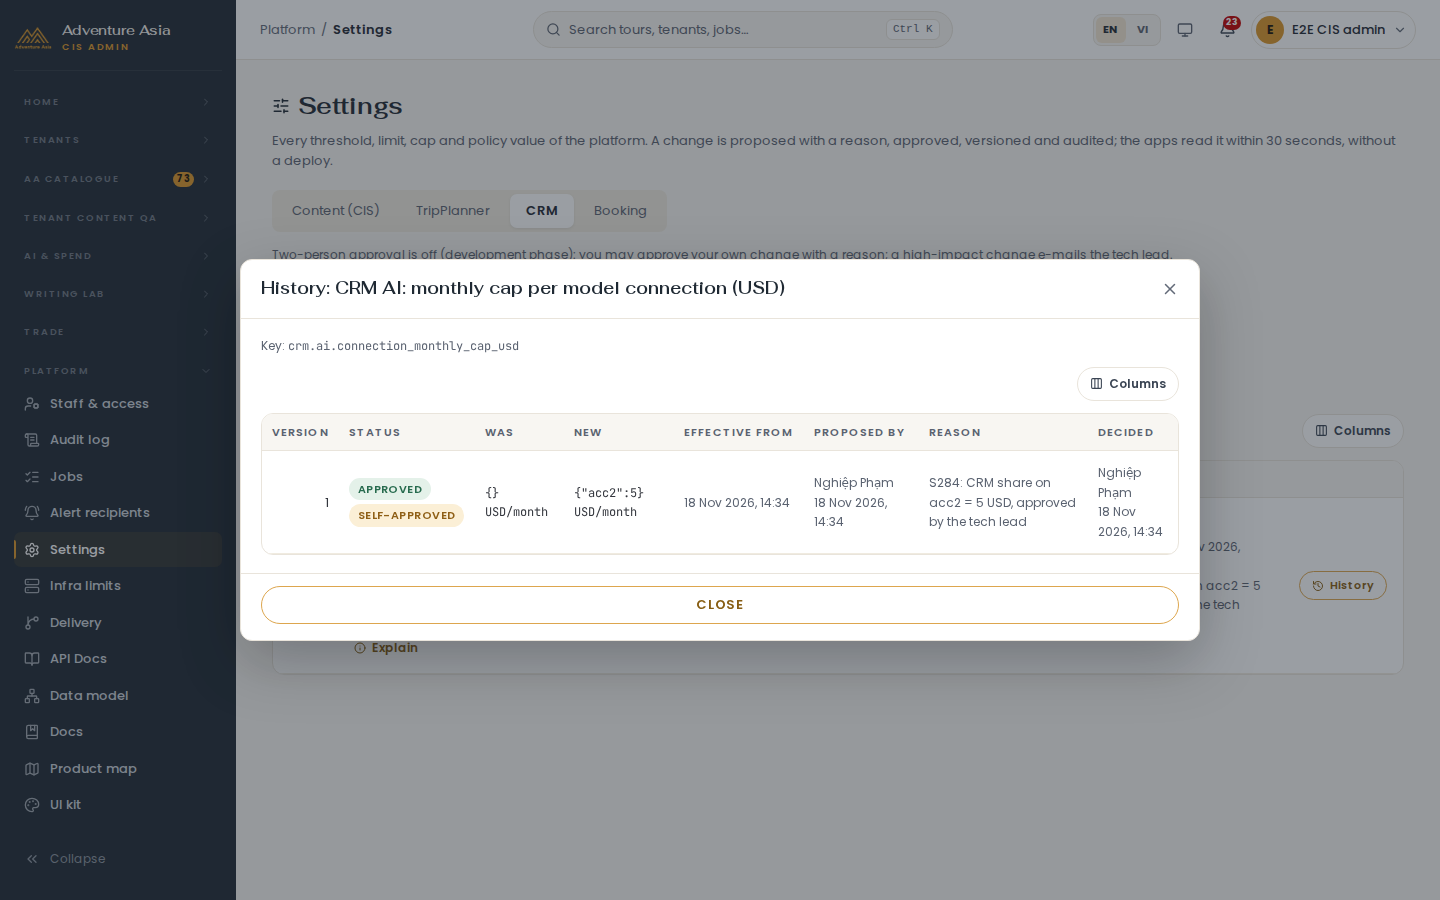 Adventure Asia
CIS ADMIN
Adventure Asia
HOME
TENANTS
AA CATALOGUE 73
TENANT CONTENT QA
AI & SPEND
WRITING LAB
TRADE
PLATFORM
Staff & access
Audit log
Jobs
Alert recipients
Settings
Infra limits
Delivery
API Docs
Data model
Docs
Product map
UI kit
Collapse
Platform / Settings
Search tours, tenants, jobs... Ctrl K
EN VI
23
E E2E CIS admin
Settings
Every threshold, limit, cap and policy value of the platform. A change is proposed with a reason, approved, versioned and audited; the apps read it within 30 seconds, without
a deploy.
Content (CIS) TripPlanner CRM Booking
Two-person approval is off (development phase): you may approve your own change with a reason; a high-impact change e-mails the tech lead.
History: CRM AI: monthly cap per model connection (USD)
Key: crm.ai.connection_monthly_cap_usd
Columns
VERSION STATUS WAS NEW EFFECTIVE FROM PROPOSED BY REASON DECIDED
1
APPROVED
SELF-APPROVED
{}
USD/month
{"acc2":5}
USD/month
18 Nov 2026, 14:34
Nghiệp Phạm
18 Nov 2026,
14:34
S284: CRM share on
acc2 = 5 USD, approved
by the tech lead
Nghiệp
Phạm
18 Nov
2026, 14:34
CLOSE
Columns
2026,
acc2 = 5
tech
History
Explain